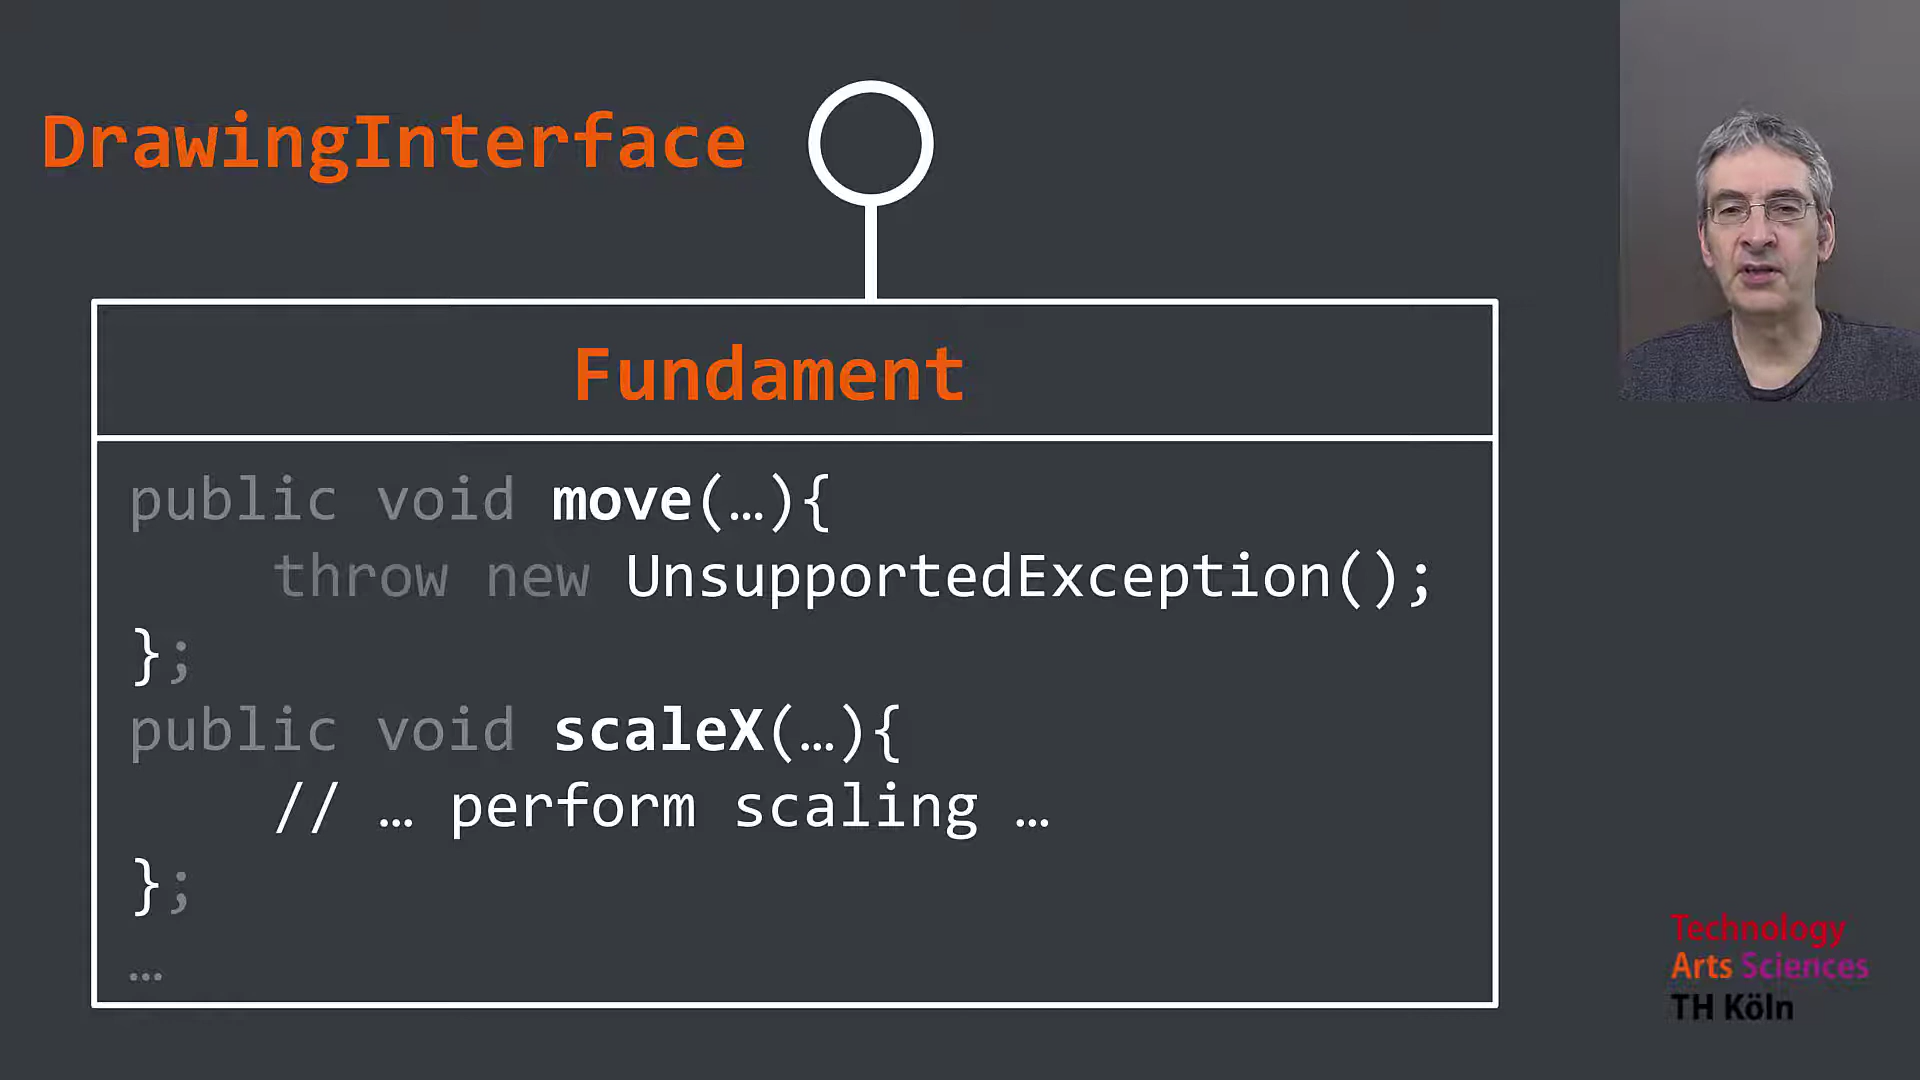 DrawingInterface
Fundament
public void move(…){
throw new UnsupportedException();
};
public void scaleX(…){
// … perform scaling …
};
…
Technology
Arts Sciences
TH Köln